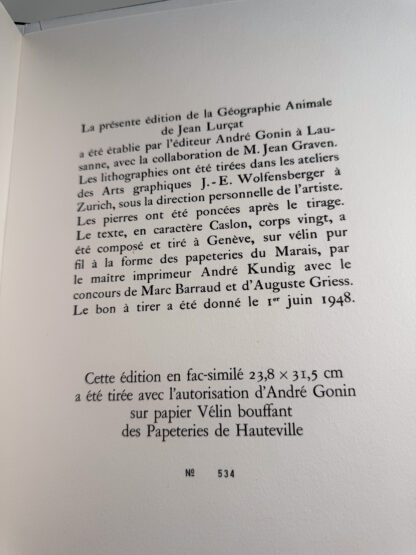 La présente édition de la Géographie Animale
de Jean Lurçat
a été établie par l'éditeur André Gonin à Lau-
sanne, avec la collaboration de M. Jean Graven.
Les lithographies ont été tirées dans les ateliers
des Arts graphiques J.-E. Wolfensberger à
Zurich, sous la direction personnelle de l'artiste.
Les pierres ont été poncées après le tirage.
Le texte, en caractère Caslon, corps vingt, a
été composé et tiré à Genève, sur vélin pur
fil à la forme des papeteries du Marais, par
le maître imprimeur André Kundig avec le
concours de Marc Barraud et d'Auguste Griess.
Le bon à tirer a été donné le 1er juin 1948.
Cette édition en fac-similé 23,8 × 31,5 cm
a été tirée avec l'autorisation d'André Gonin
sur papier Vélin bouffant
des Papeteries de Hauteville
№ 534